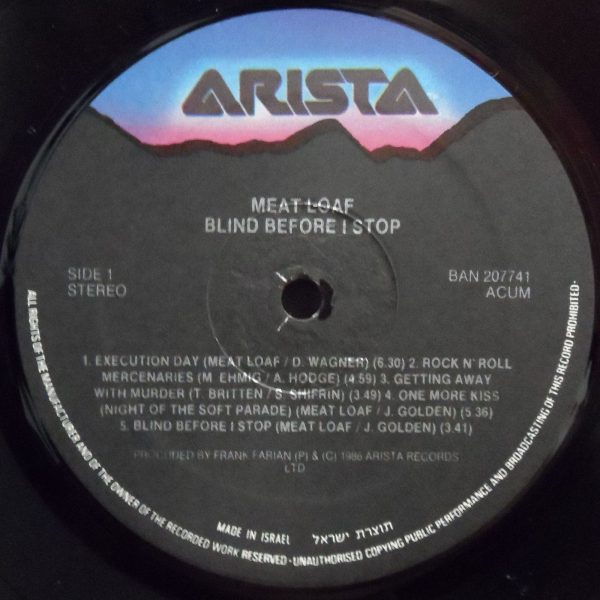 ARISTA
MEAT LOAF
BLIND BEFORE I STOP
SIDE 1
STEREO
BAN 207741
ACUM
1. EXECUTION DAY (MEAT LOAF / D. WAGNER) (6.30) 2. ROCK N' ROLL
MERCENARIES (M. EHMIG / A. HODGE) (4.59) 3. GETTING AWAY
WITH MURDER (T. BRITTEN / S. SHIFRIN) (3.49) 4. ONE MORE KISS
(NIGHT OF THE SOFT PARADE) (MEAT LOAF / J. GOLDEN) (5.36)
5. BLIND BEFORE I STOP (MEAT LOAF / J. GOLDEN) (3.41)
PRODUCED BY FRANK FARIAN (P) & (C) 1986 ARISTA RECORDS
LTD
MADE IN ISRAEL תוצרת ישראל
ALL RIGHTS OF THE MANUFACTURER AND OF THE OWNER OF THE RECORDED WORK RESERVED · UNAUTHORISED COPYING PUBLIC PERFORMANCE AND BROADCASTING OF THIS RECORD PROHIBITED ·